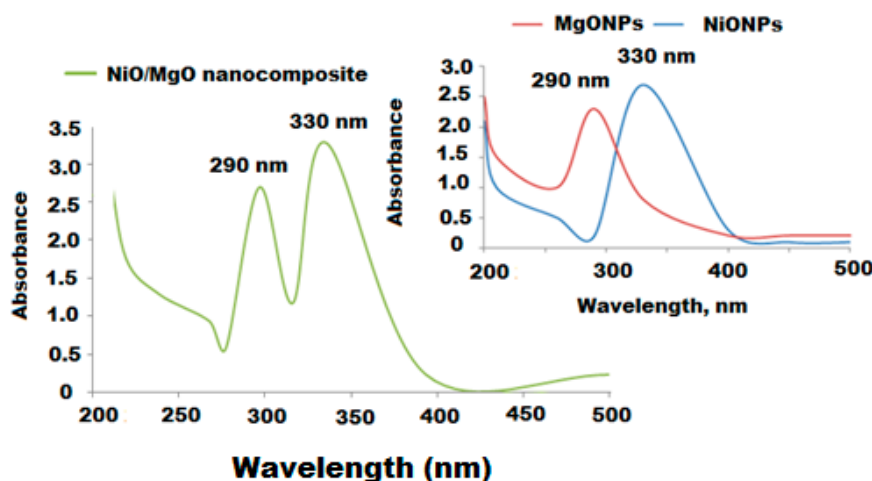 NiO/MgO nanocomposite
Absorbance
3.5
3.0
2.5
2.0
1.5
1.0
0.5
0
290 nm
330 nm
200 250 300 350 400 450 500
Wavelength (nm)
MgONPs NiONPs
Absorbance
3.0
2.5
2.0
1.5
1.0
0.5
0
290 nm
330 nm
200 300 400 500
Wavelength, nm